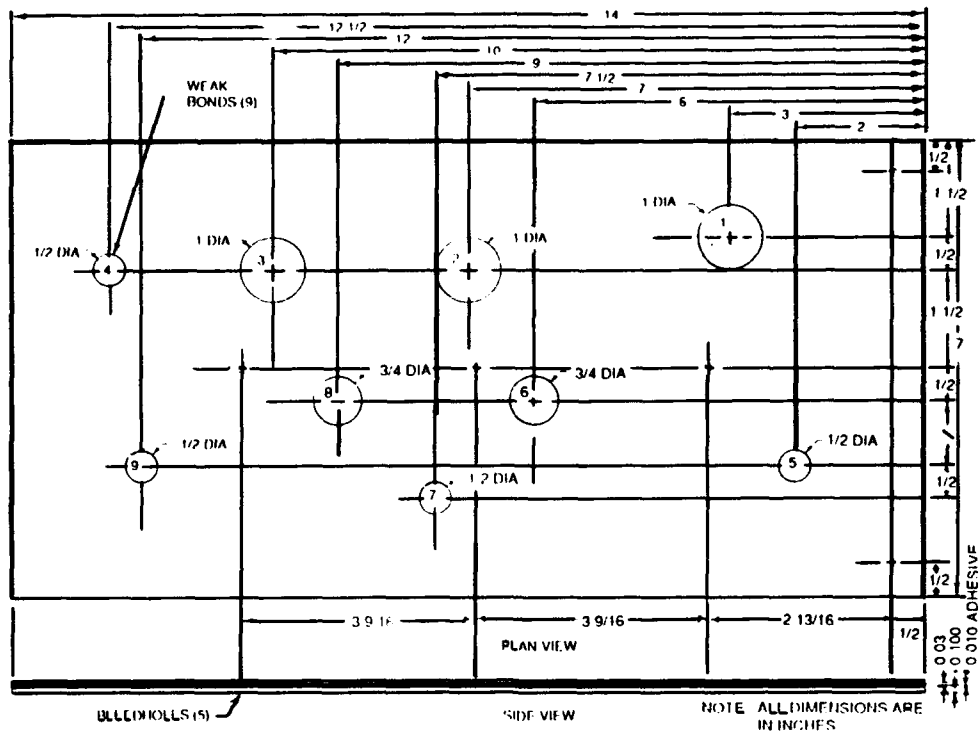 14
12 1/2
12
10
9
7 1/2
7
6
3
2
WEAK
BONDS (9)
1/2
1 1/2
1 DIA
1
1/2 DIA
1 DIA
1 DIA
4
3
2
1/2
1 1/2
7
3/4 DIA
3/4 DIA
8
6
1/2
1/2 DIA
1/2 DIA
9
5
1/2 DIA
7
1/2
1/2
3 9/16
3 9/16
2 13/16
1/2
PLAN VIEW
0.03
0.100
0.010 ADHESIVE
BLEEDHOLES (5)
SIDE VIEW
NOTE ALL DIMENSIONS ARE
IN INCHES